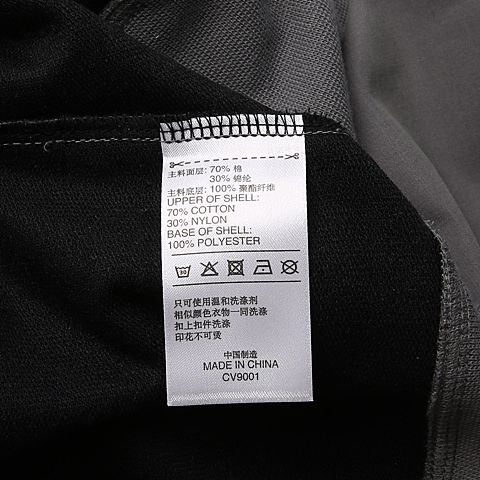 主料面层: 70% 棉
30% 锦纶
主料底层: 100% 聚酯纤维
UPPER OF SHELL:
70% COTTON
30% NYLON
BASE OF SHELL:
100% POLYESTER
只可使用温和洗涤剂
相似颜色衣物一同洗涤
扣上扣件洗涤
印花不可烫
中国制造
MADE IN CHINA
CV9001